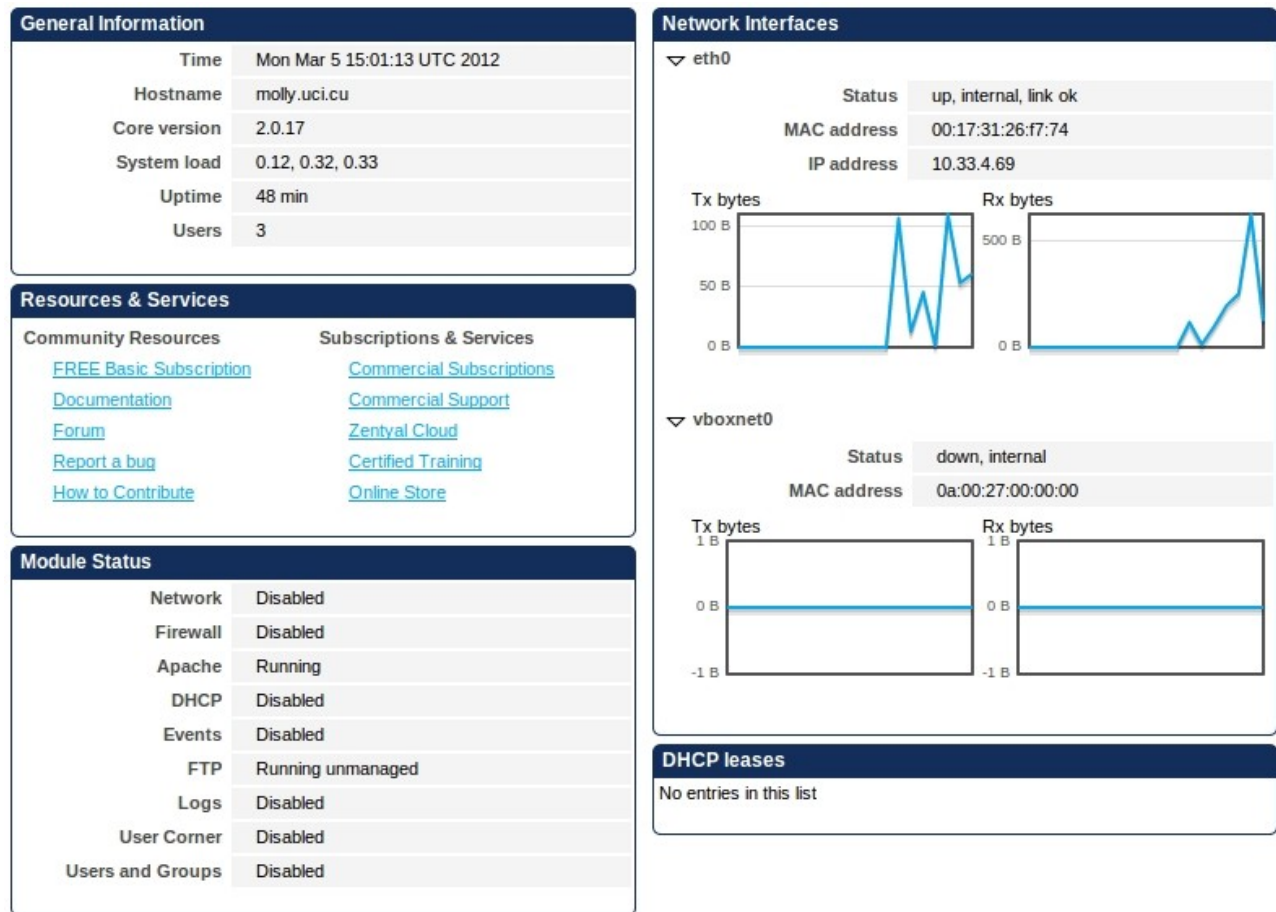 General Information
Time Mon Mar 5 15:01:13 UTC 2012
Hostname molly.uci.cu
Core version 2.0.17
System load 0.12, 0.32, 0.33
Uptime 48 min
Users 3
Resources & Services
Community Resources Subscriptions & Services
FREE Basic Subscription Commercial Subscriptions
Documentation Commercial Support
Forum Zentyal Cloud
Report a bug Certified Training
How to Contribute Online Store
Module Status
Network Disabled
Firewall Disabled
Apache Running
DHCP Disabled
Events Disabled
FTP Running unmanaged
Logs Disabled
User Corner Disabled
Users and Groups Disabled
Network Interfaces
eth0
Status up, internal, link ok
MAC address 00:17:31:26:f7:74
IP address 10.33.4.69
Tx bytes Rx bytes
100 B 500 B
50 B
0 B 0 B
vboxnet0
Status down, internal
MAC address 0a:00:27:00:00:00
Tx bytes Rx bytes
1 B 1 B
0 B 0 B
-1 B -1 B
DHCP leases
No entries in this list